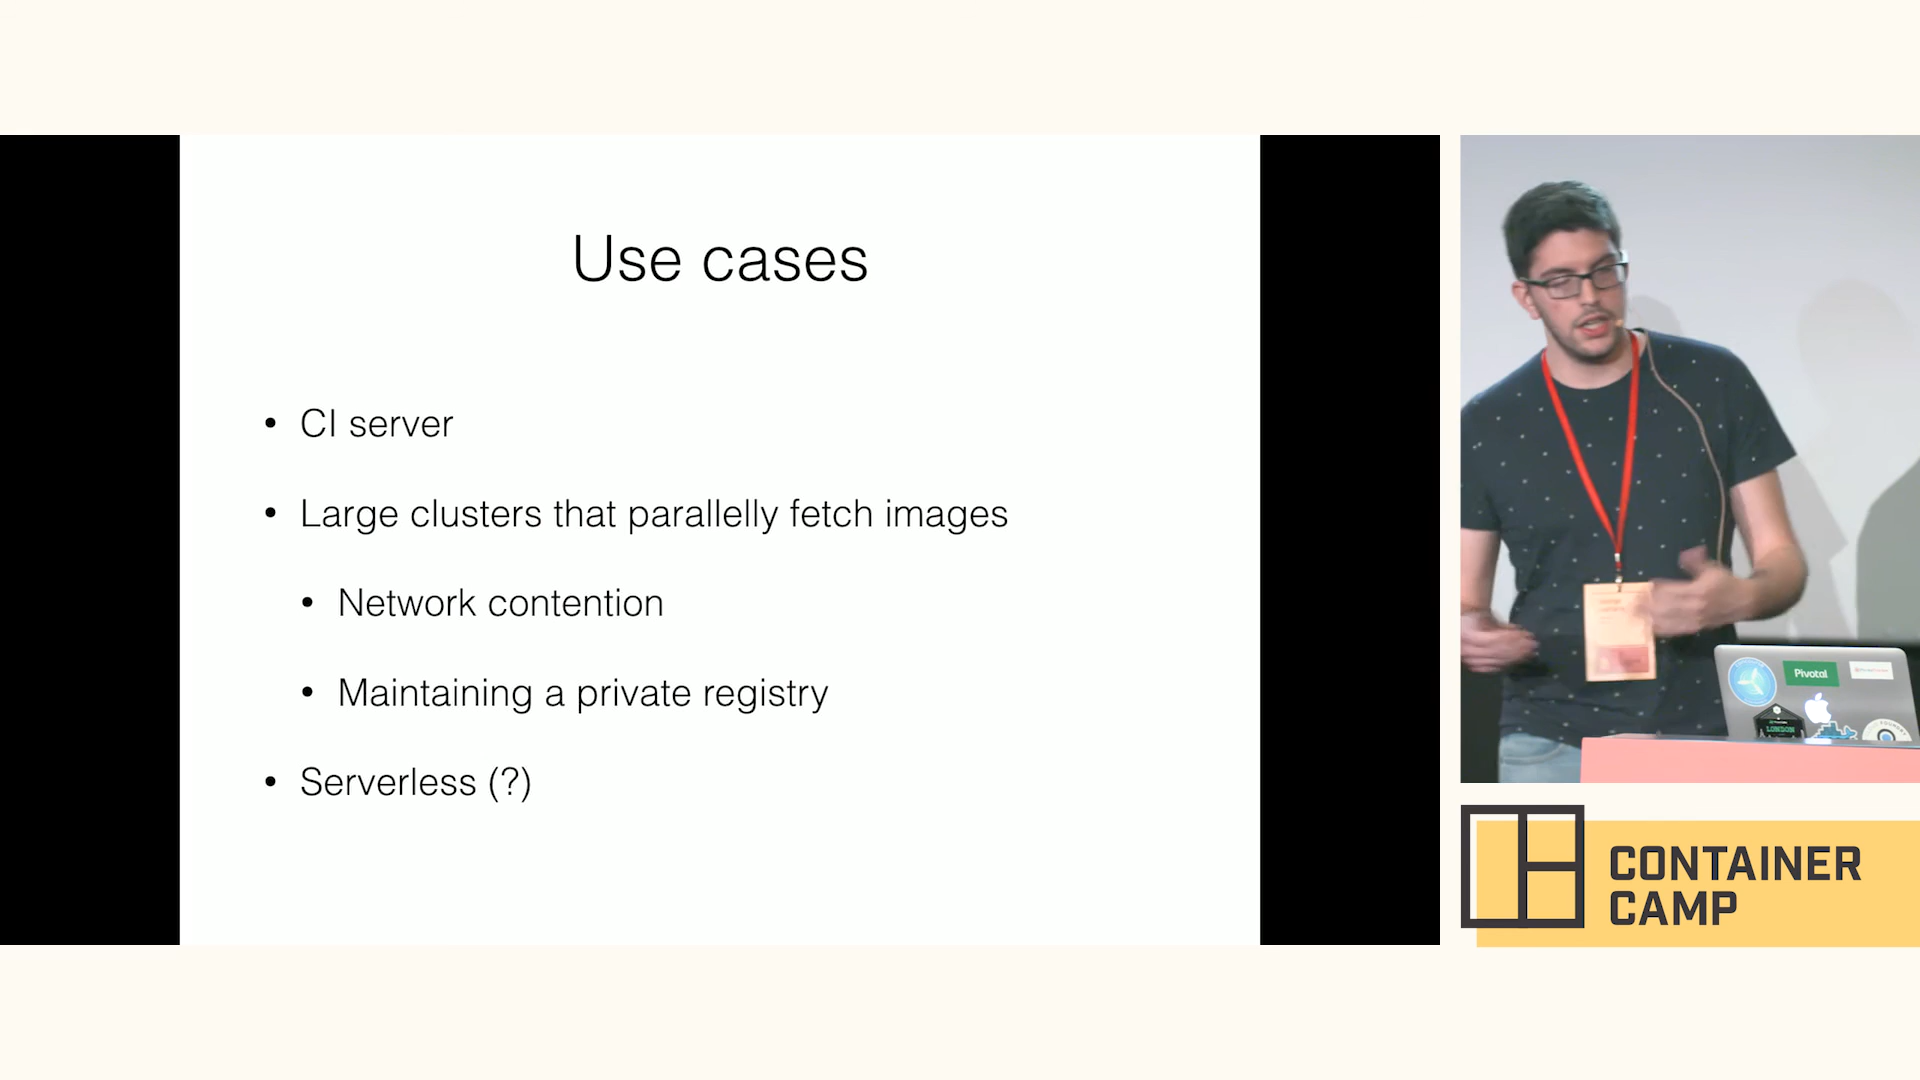 Use cases
• CI server
• Large clusters that parallelly fetch images
• Network contention
• Maintaining a private registry
• Serverless (?)
Pivotal
LONDON
CONTAINER
CAMP